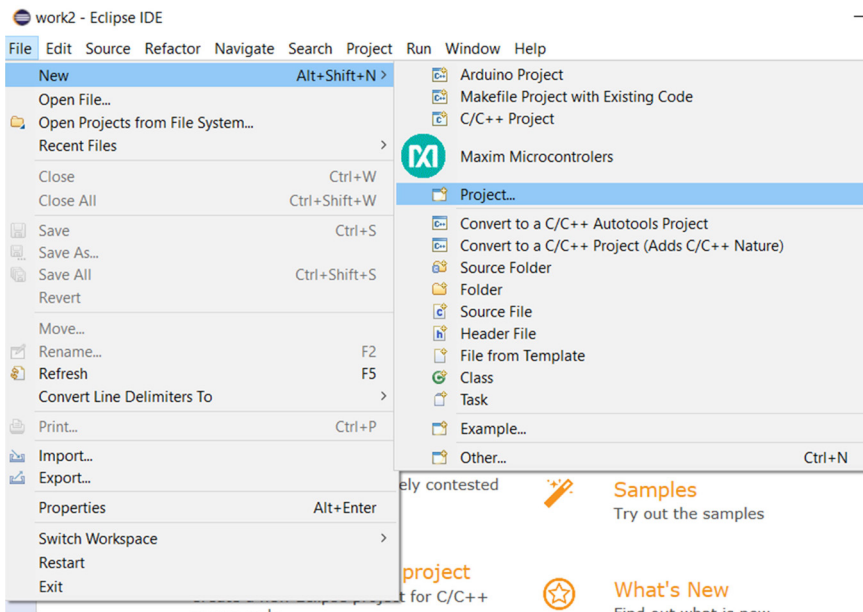 work2 - Eclipse IDE
File Edit Source Refactor Navigate Search Project Run Window Help
New Alt+Shift+N >
Open File...
Open Projects from File System...
Recent Files >
Close Ctrl+W
Close All Ctrl+Shift+W
Save Ctrl+S
Save As...
Save All Ctrl+Shift+S
Revert
Move...
Rename... F2
Refresh F5
Convert Line Delimiters To >
Print... Ctrl+P
Import...
Export...
Properties Alt+Enter
Switch Workspace >
Restart
Exit
Arduino Project
Makefile Project with Existing Code
C/C++ Project
Maxim Microcontrolers
Project...
Convert to a C/C++ Autotools Project
Convert to a C/C++ Project (Adds C/C++ Nature)
Source Folder
Folder
Source File
Header File
File from Template
Class
Task
Example...
Other... Ctrl+N
ely contested
Samples
Try out the samples
project
for C/C++
What's New
Find out what is new